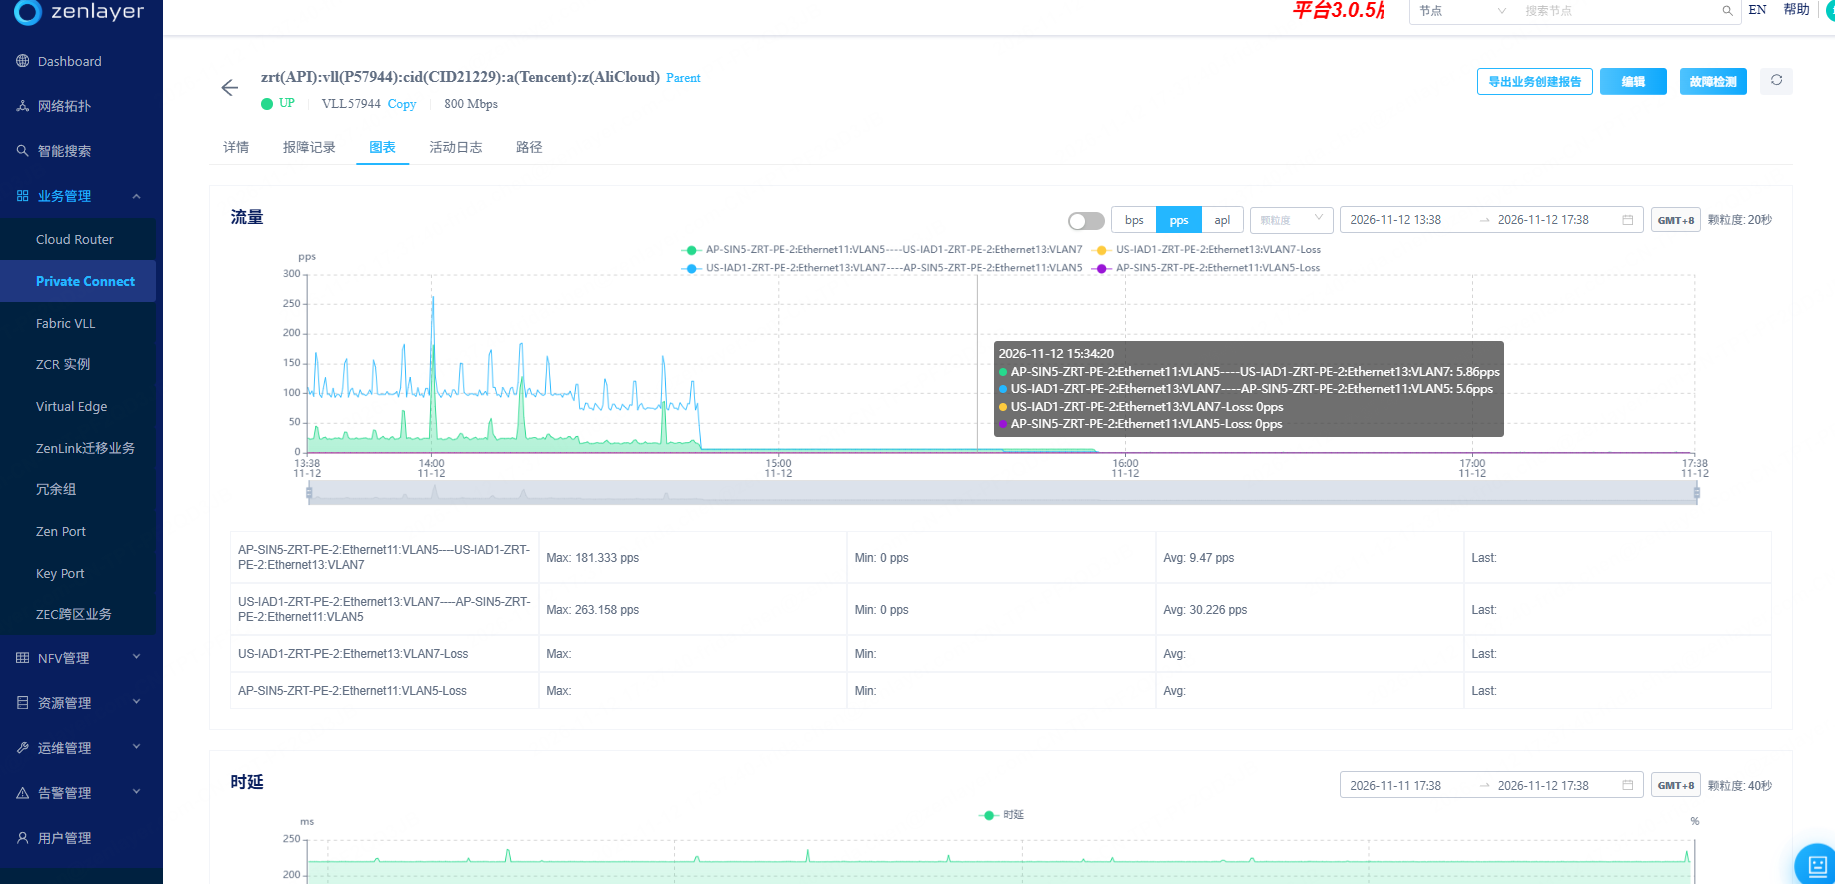 zenlayer
平台3.0.5
节点
搜索节点
EN
帮助
Dashboard
网络拓扑
智能搜索
业务管理
Cloud Router
Private Connect
Fabric VLL
ZCR 实例
Virtual Edge
ZenLink迁移业务
冗余组
Zen Port
Key Port
ZEC跨区业务
NFV管理
资源管理
运维管理
告警管理
用户管理
zrt(API):vll(P57944):cid(CID21229):a(Tencent):z(AliCloud) Parent
UP
VLL57944 Copy
800 Mbps
导出业务创建报告
编辑
故障检测
详情
报障记录
图表
活动日志
路径
流量
bps
pps
apl
颗粒度
2026-11-12 13:38
2026-11-12 17:38
GMT+8
颗粒度: 20秒
AP-SIN5-ZRT-PE-2:Ethernet11:VLAN5----US-IAD1-ZRT-PE-2:Ethernet13:VLAN7
US-IAD1-ZRT-PE-2:Ethernet13:VLAN7-Loss
US-IAD1-ZRT-PE-2:Ethernet13:VLAN7----AP-SIN5-ZRT-PE-2:Ethernet11:VLAN5
AP-SIN5-ZRT-PE-2:Ethernet11:VLAN5-Loss
pps
300
250
200
150
100
50
0
13:38
11-12
14:00
11-12
15:00
11-12
16:00
11-12
17:00
11-12
17:38
11-12
2026-11-12 15:34:20
AP-SIN5-ZRT-PE-2:Ethernet11:VLAN5----US-IAD1-ZRT-PE-2:Ethernet13:VLAN7: 5.86pps
US-IAD1-ZRT-PE-2:Ethernet13:VLAN7----AP-SIN5-ZRT-PE-2:Ethernet11:VLAN5: 5.6pps
US-IAD1-ZRT-PE-2:Ethernet13:VLAN7-Loss: 0pps
AP-SIN5-ZRT-PE-2:Ethernet11:VLAN5-Loss: 0pps
AP-SIN5-ZRT-PE-2:Ethernet11:VLAN5----US-IAD1-ZRT-
PE-2:Ethernet13:VLAN7
Max: 181.333 pps
Min: 0 pps
Avg: 9.47 pps
Last:
US-IAD1-ZRT-PE-2:Ethernet13:VLAN7----AP-SIN5-ZRT-
PE-2:Ethernet11:VLAN5
Max: 263.158 pps
Min: 0 pps
Avg: 30.226 pps
Last:
US-IAD1-ZRT-PE-2:Ethernet13:VLAN7-Loss
Max:
Min:
Avg:
Last:
AP-SIN5-ZRT-PE-2:Ethernet11:VLAN5-Loss
Max:
Min:
Avg:
Last:
时延
2026-11-11 17:38
2026-11-12 17:38
GMT+8
颗粒度: 40秒
时延
ms
%
250
200